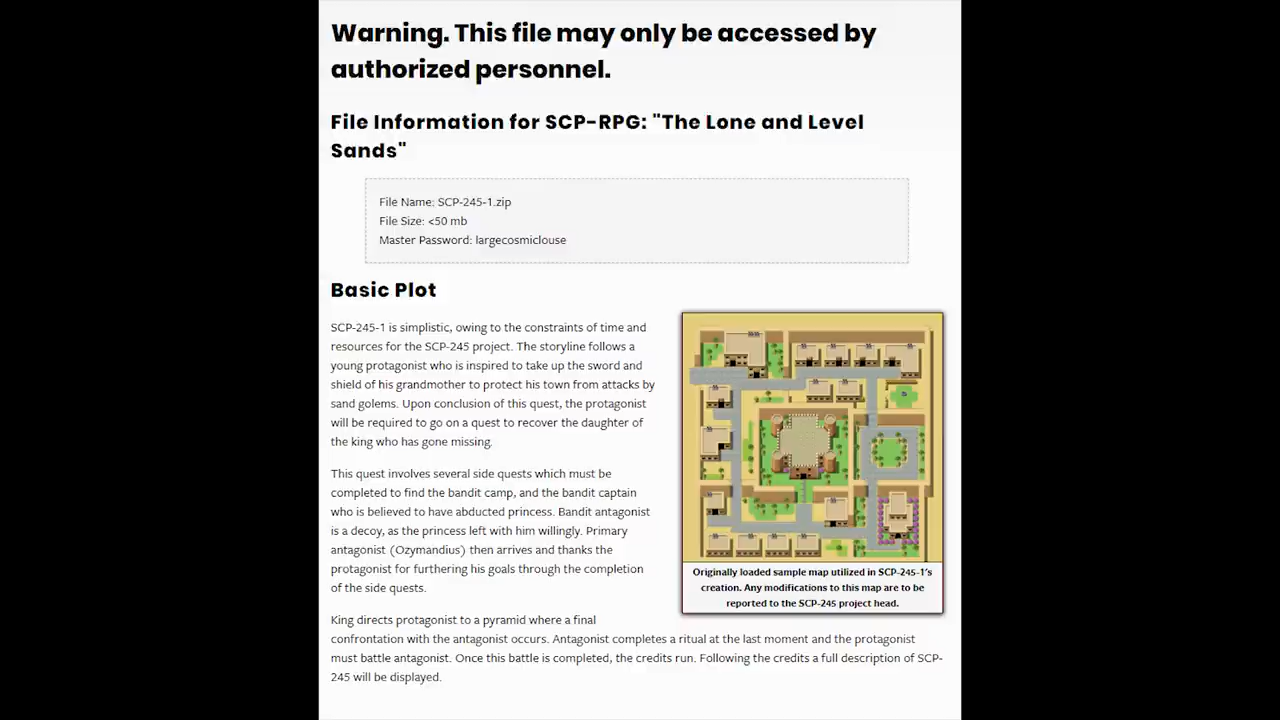 Warning. This file may only be accessed by
authorized personnel.
File Information for SCP-RPG: "The Lone and Level
Sands"
File Name: SCP-245-1.zip
File Size: <50 mb
Master Password: largecosmiclouse
Basic Plot
SCP-245-1 is simplistic, owing to the constraints of time and
resources for the SCP-245 project. The storyline follows a
young protagonist who is inspired to take up the sword and
shield of his grandmother to protect his town from attacks by
sand golems. Upon conclusion of this quest, the protagonist
will be required to go on a quest to recover the daughter of
the king who has gone missing.
This quest involves several side quests which must be
completed to find the bandit camp, and the bandit captain
who is believed to have abducted princess. Bandit antagonist
is a decoy, as the princess left with him willingly. Primary
antagonist (Ozymandius) then arrives and thanks the
protagonist for furthering his goals through the completion
of the side quests.
Originally loaded sample map utilized in SCP-245-1's
creation. Any modifications to this map are to be
reported to the SCP-245 project head.
King directs protagonist to a pyramid where a final
confrontation with the antagonist occurs. Antagonist completes a ritual at the last moment and the protagonist
must battle antagonist. Once this battle is completed, the credits run. Following the credits a full description of SCP-
245 will be displayed.